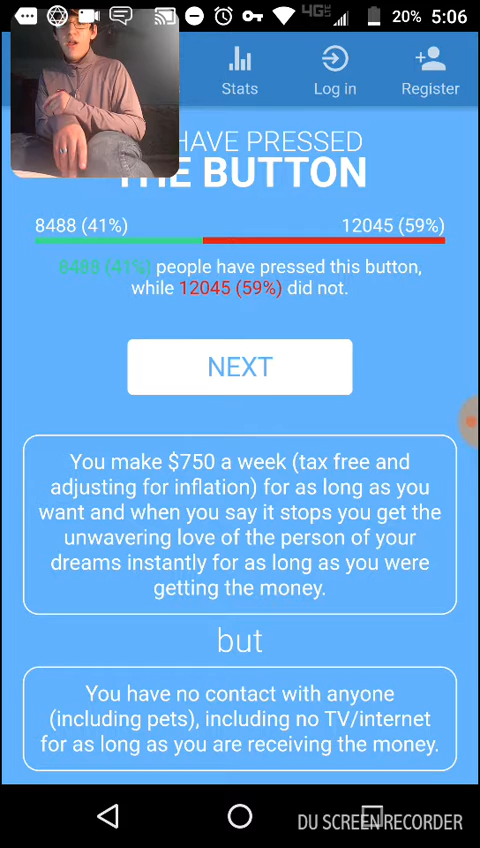 4G
20% 5:06
Stats
Log in
Register
HAVE PRESSED
THE BUTTON
8488 (41%)
12045 (59%)
8488 (41%) people have pressed this button,
while 12045 (59%) did not.
NEXT
You make $750 a week (tax free and
adjusting for inflation) for as long as you
want and when you say it stops you get the
unwavering love of the person of your
dreams instantly for as long as you were
getting the money.
but
You have no contact with anyone
(including pets), including no TV/internet
for as long as you are receiving the money.
DU SCREEN RECORDER